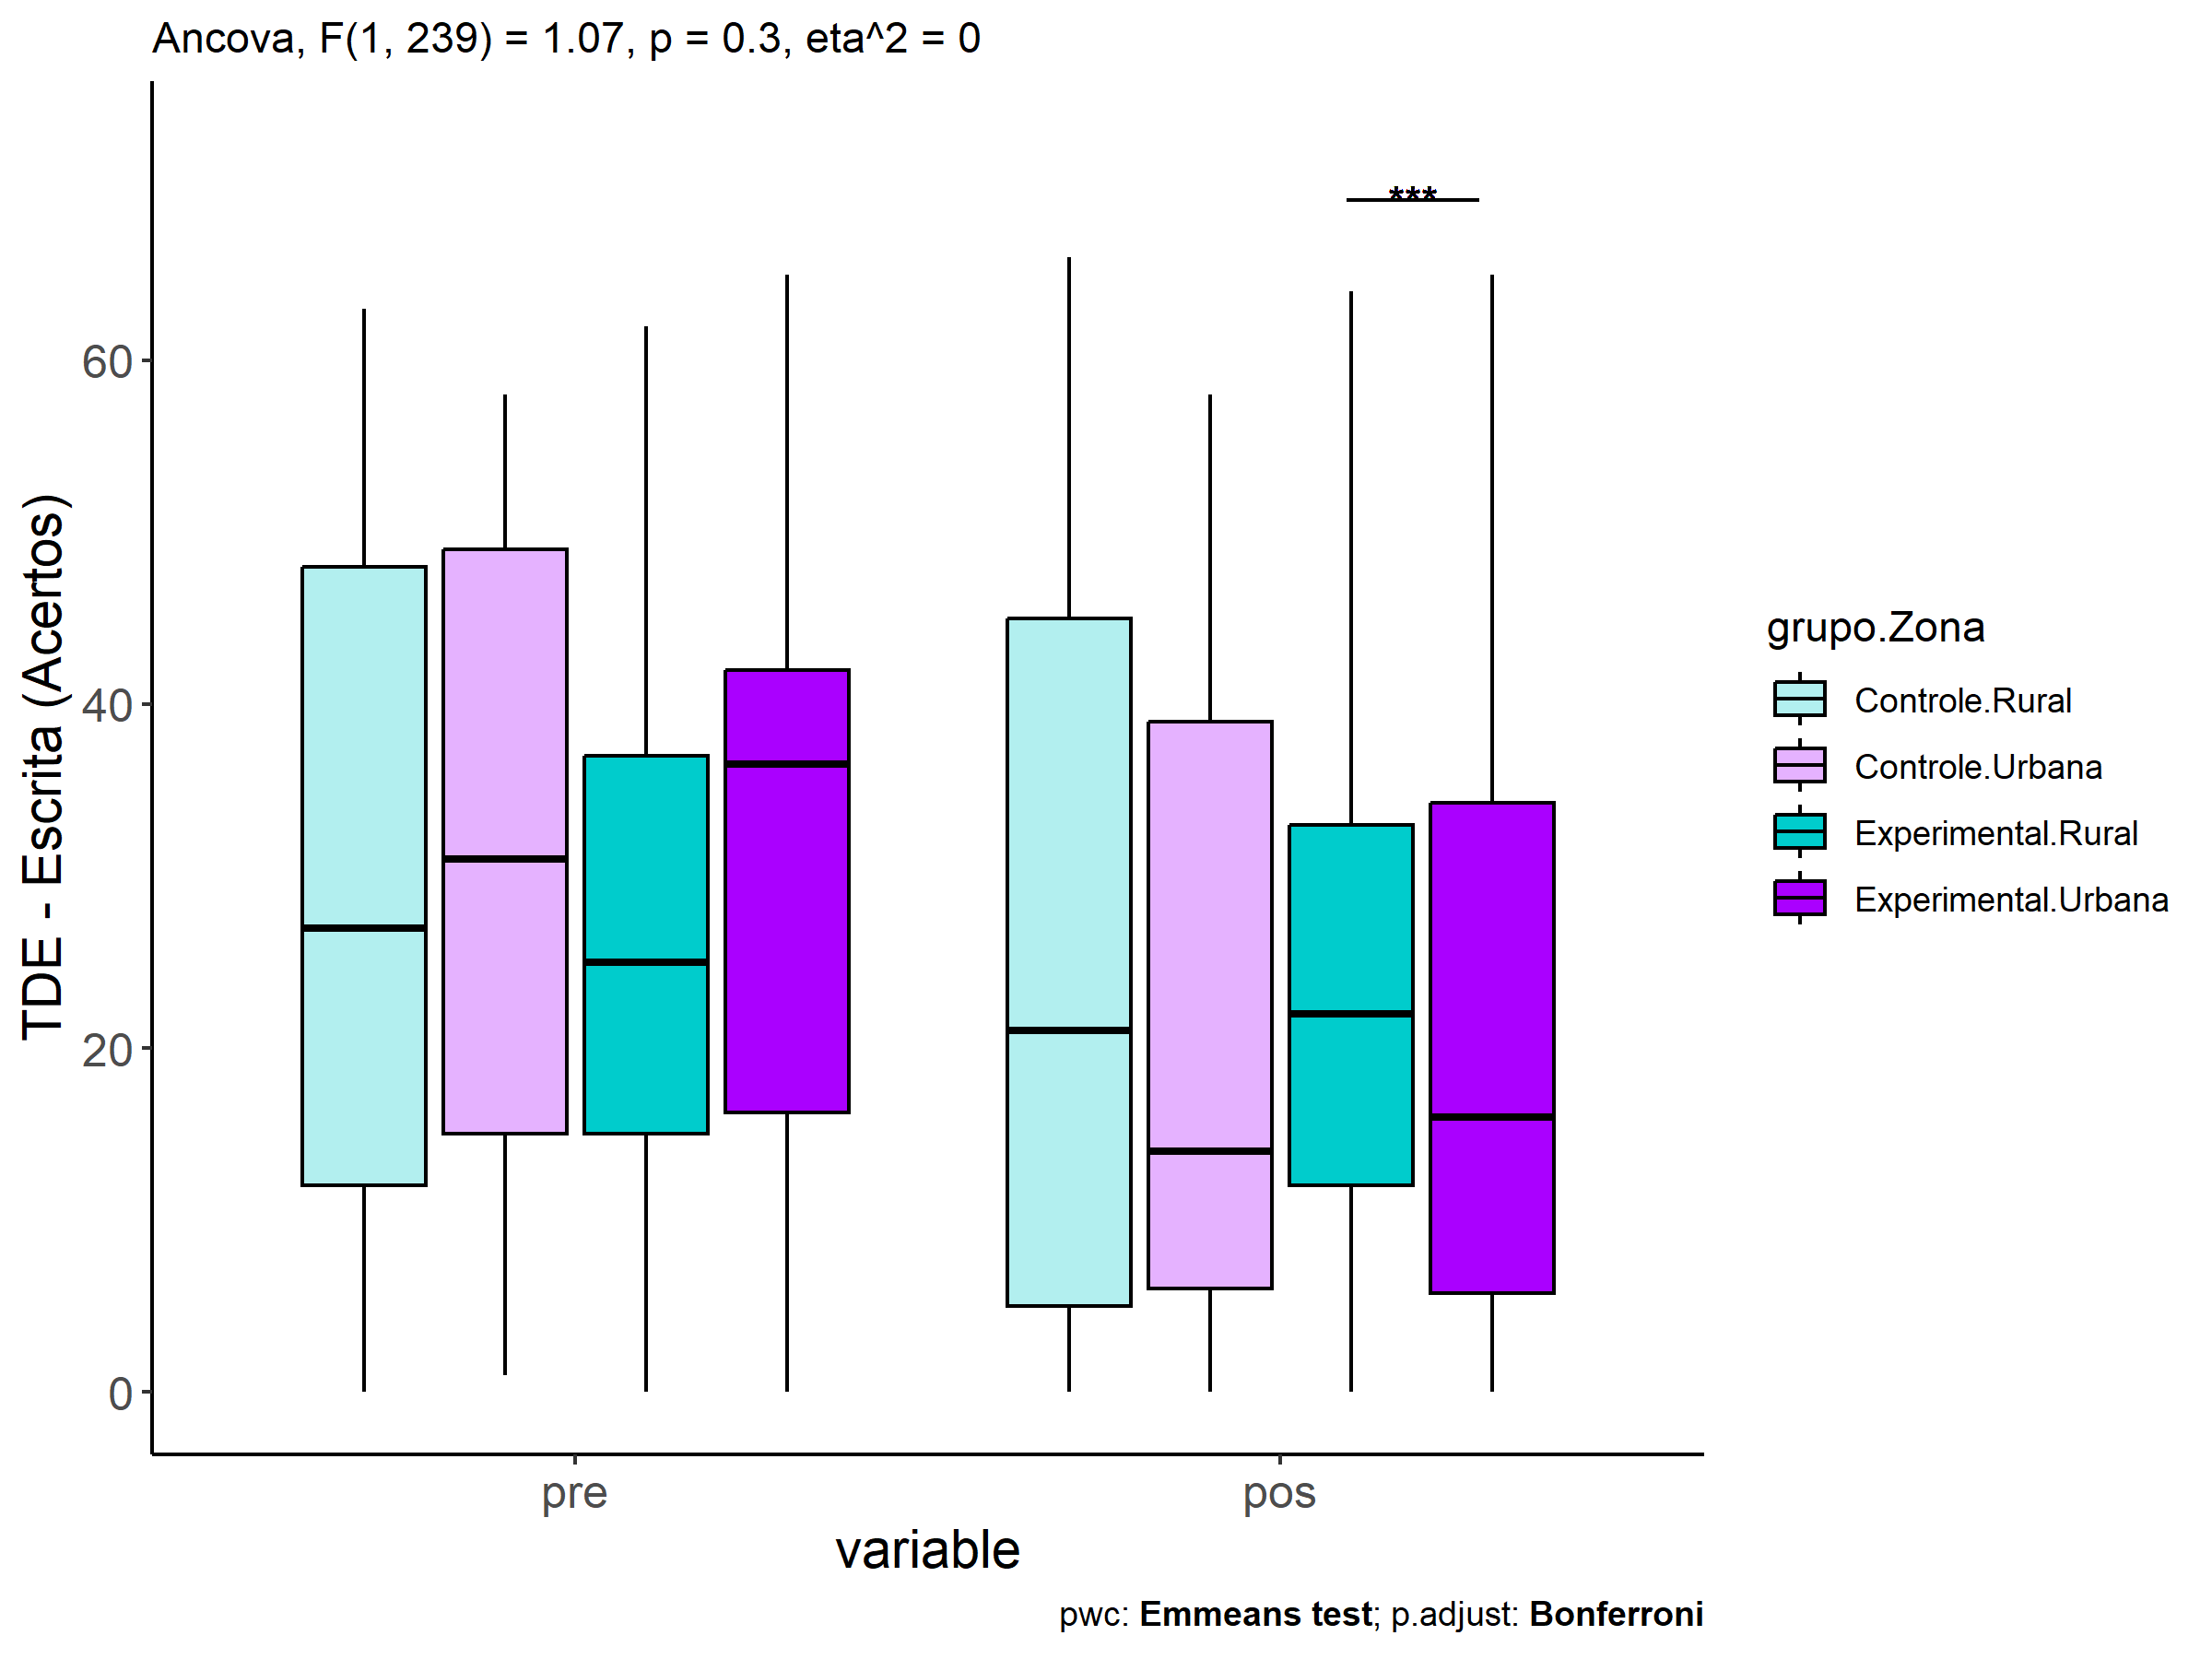 Ancova, F(1, 239) = 1.07, p = 0.3, eta^2 = 0
***
60
40
20
0
TDE - Escrita (Acertos)
pre
pos
variable
grupo.Zona
Controle.Rural
Controle.Urbana
Experimental.Rural
Experimental.Urbana
pwc: Emmeans test; p.adjust: Bonferroni